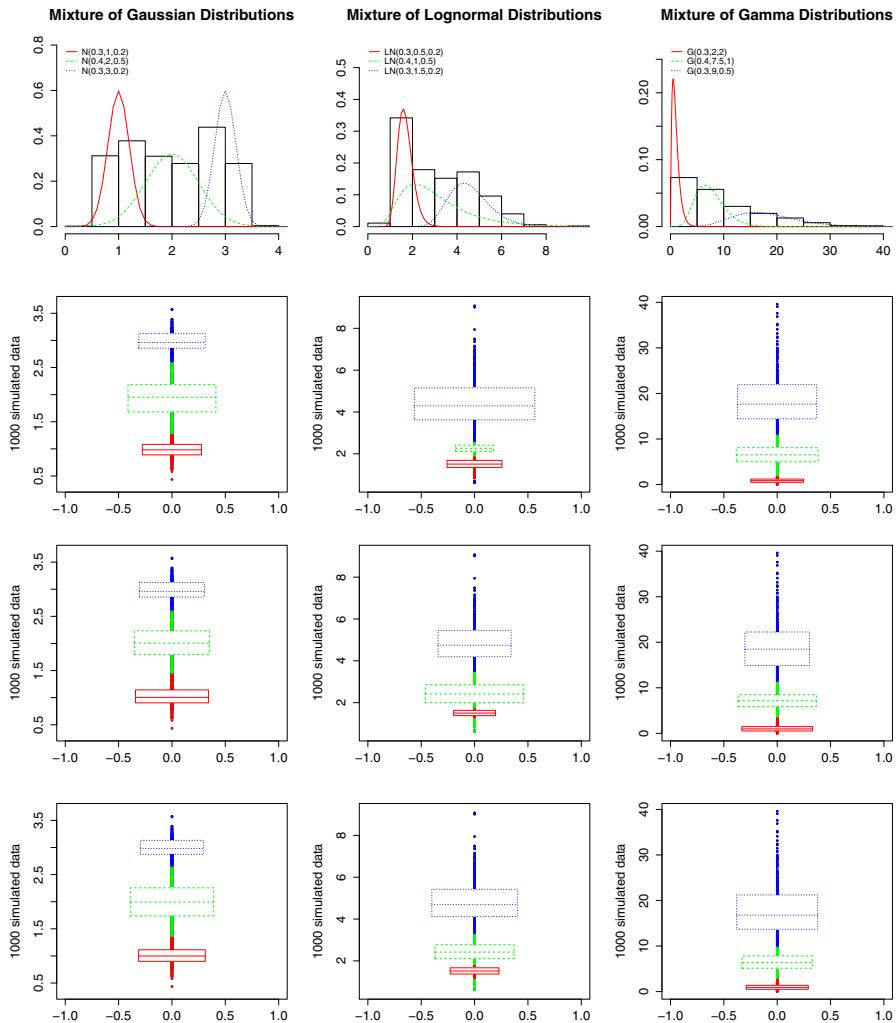 Mixture of Gaussian Distributions
Mixture of Lognormal Distributions
Mixture of Gamma Distributions
N(0.3,1,0.2)
N(0.4,2,0.5)
N(0.3,3,0.2)
0.0 0.2 0.4 0.6 0.8
0 1 2 3 4
LN(0.3,0.5,0.2)
LN(0.4,1,0.5)
LN(0.3,1.5,0.2)
0.0 0.1 0.2 0.3 0.4 0.5
0 2 4 6 8
G(0.3,2,2)
G(0.4,7.5,1)
G(0.3,9,0.5)
0.00 0.10 0.20
0 10 20 30 40
1000 simulated data
0.5 1.5 2.5 3.5
−1.0 −0.5 0.0 0.5 1.0
1000 simulated data
2 4 6 8
−1.0 −0.5 0.0 0.5 1.0
1000 simulated data
0 10 20 30 40
−1.0 −0.5 0.0 0.5 1.0
1000 simulated data
0.5 1.5 2.5 3.5
−1.0 −0.5 0.0 0.5 1.0
1000 simulated data
2 4 6 8
−1.0 −0.5 0.0 0.5 1.0
1000 simulated data
0 10 20 30 40
−1.0 −0.5 0.0 0.5 1.0
1000 simulated data
0.5 1.5 2.5 3.5
−1.0 −0.5 0.0 0.5 1.0
1000 simulated data
2 4 6 8
−1.0 −0.5 0.0 0.5 1.0
1000 simulated data
0 10 20 30 40
−1.0 −0.5 0.0 0.5 1.0